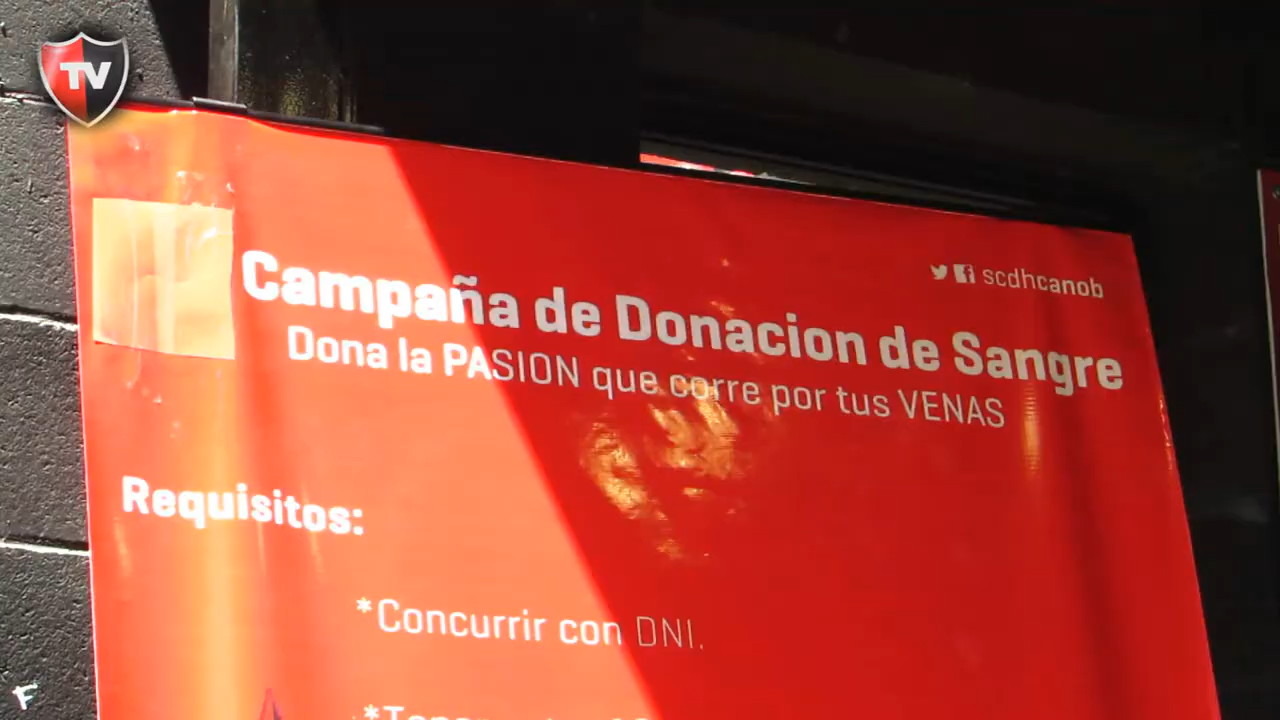 TV
scdhcanob
Campaña de Donacion de Sangre
Dona la PASION que corre por tus VENAS
Requisitos:
*Concurrir con DNI.
F